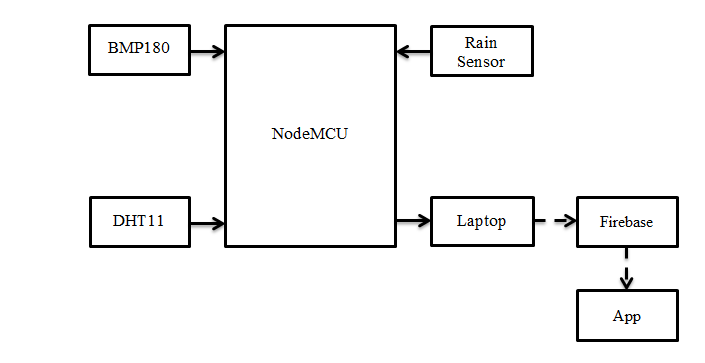 BMP180
Rain
Sensor
NodeMCU
DHT11
Laptop
Firebase
App